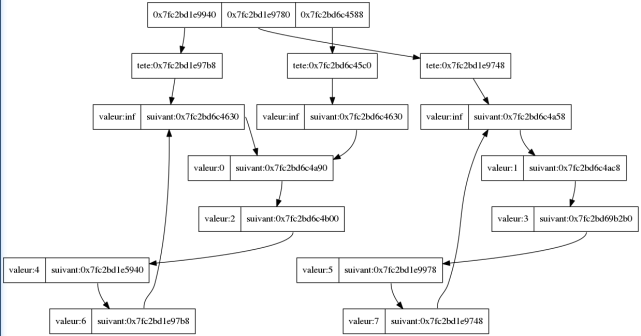 0x7fc2bd1e9940 0x7fc2bd1e9780 0x7fc2bd6c4588
tete:0x7fc2bd1e97b8 tete:0x7fc2bd6c45c0 tete:0x7fc2bd1e9748
valeur:inf suivant:0x7fc2bd6c4630 valeur:inf suivant:0x7fc2bd6c4630 valeur:inf suivant:0x7fc2bd6c4a58
valeur:0 suivant:0x7fc2bd6c4a90 valeur:1 suivant:0x7fc2bd6c4ac8
valeur:2 suivant:0x7fc2bd6c4b00 valeur:3 suivant:0x7fc2bd69b2b0
valeur:4 suivant:0x7fc2bd1e5940 valeur:5 suivant:0x7fc2bd1e9978
valeur:6 suivant:0x7fc2bd1e97b8 valeur:7 suivant:0x7fc2bd1e9748